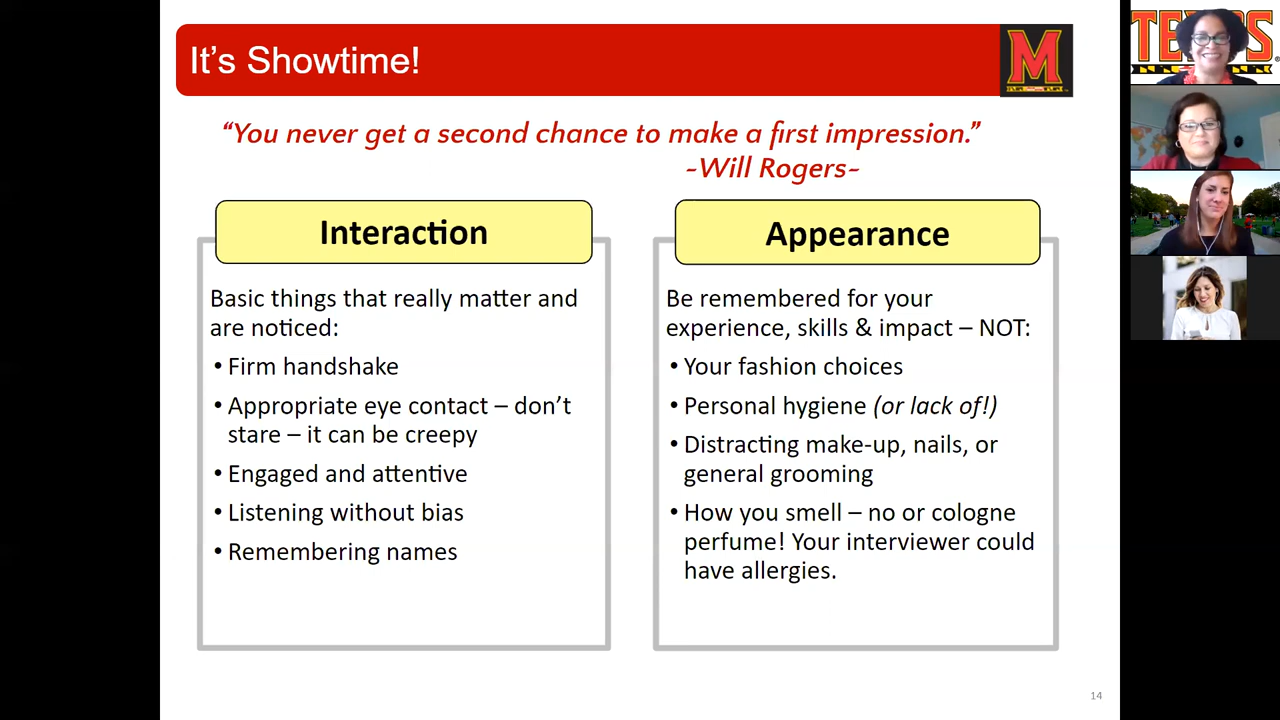 It's Showtime!
M
"You never get a second chance to make a first impression."
~Will Rogers~
Interaction
Basic things that really matter and
are noticed:
• Firm handshake
• Appropriate eye contact – don't
stare – it can be creepy
• Engaged and attentive
• Listening without bias
• Remembering names
Appearance
Be remembered for your
experience, skills & impact – NOT:
• Your fashion choices
• Personal hygiene (or lack of!)
• Distracting make-up, nails, or
general grooming
• How you smell – no or cologne
perfume! Your interviewer could
have allergies.
14